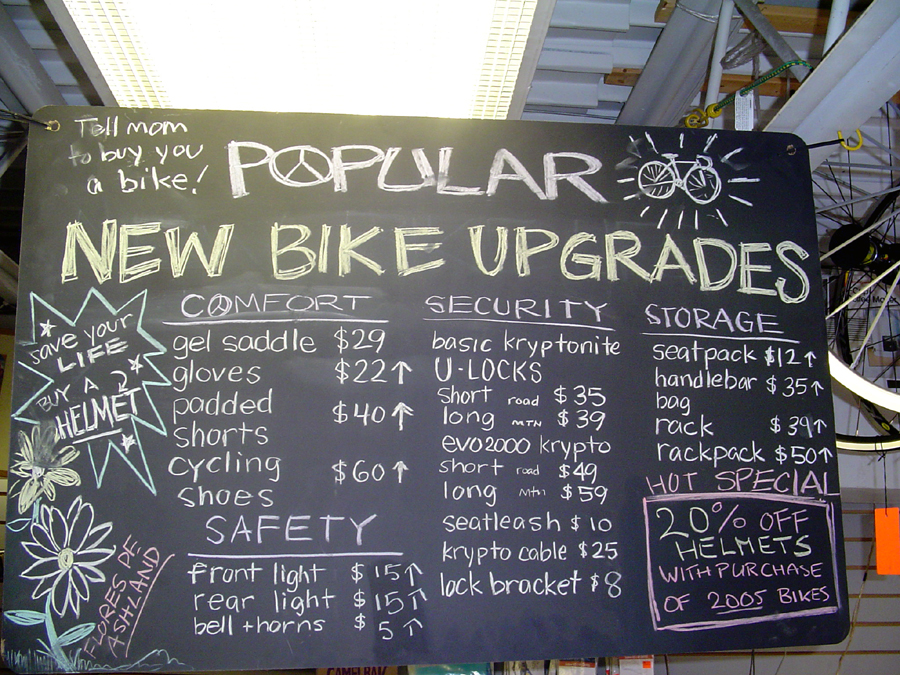 Tell mom
to buy you
a bike!
POPULAR
NEW BIKE UPGRADES
save your
LIFE
BUY A
HELMET
COMFORT
gel saddle $29
gloves $22↑
padded
shorts $40↑
cycling
shoes $60↑
SAFETY
front light $15↑
rear light $15↑
bell + horns $5↑
SECURITY
basic kryptonite
U-LOCKS
short road $35
long mtn $39
evo2000 krypto
short road $49
long mtn $59
seatleash $10
krypto cable $25
lock bracket $8
STORAGE
seatpack $12↑
handlebar $35↑
bag
rack $39↑
rackpack $50↑
HOT SPECIAL
20% OFF
HELMETS
WITH PURCHASE
OF 2005 BIKES
FLORES DE
ASHLAND
CAMELBAK